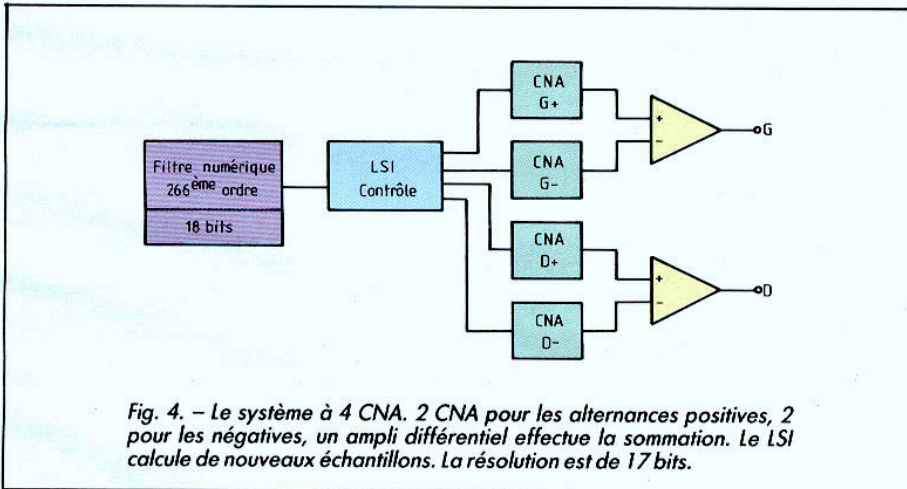 Filtre numérique
266ème ordre
18 bits
LSI
Contrôle
CNA
G+
CNA
G-
CNA
D+
CNA
D-
+
-
G
+
-
D
Fig. 4. – Le système à 4 CNA. 2 CNA pour les alternances positives, 2
pour les négatives, un ampli différentiel effectue la sommation. Le LSI
calcule de nouveaux échantillons. La résolution est de 17 bits.